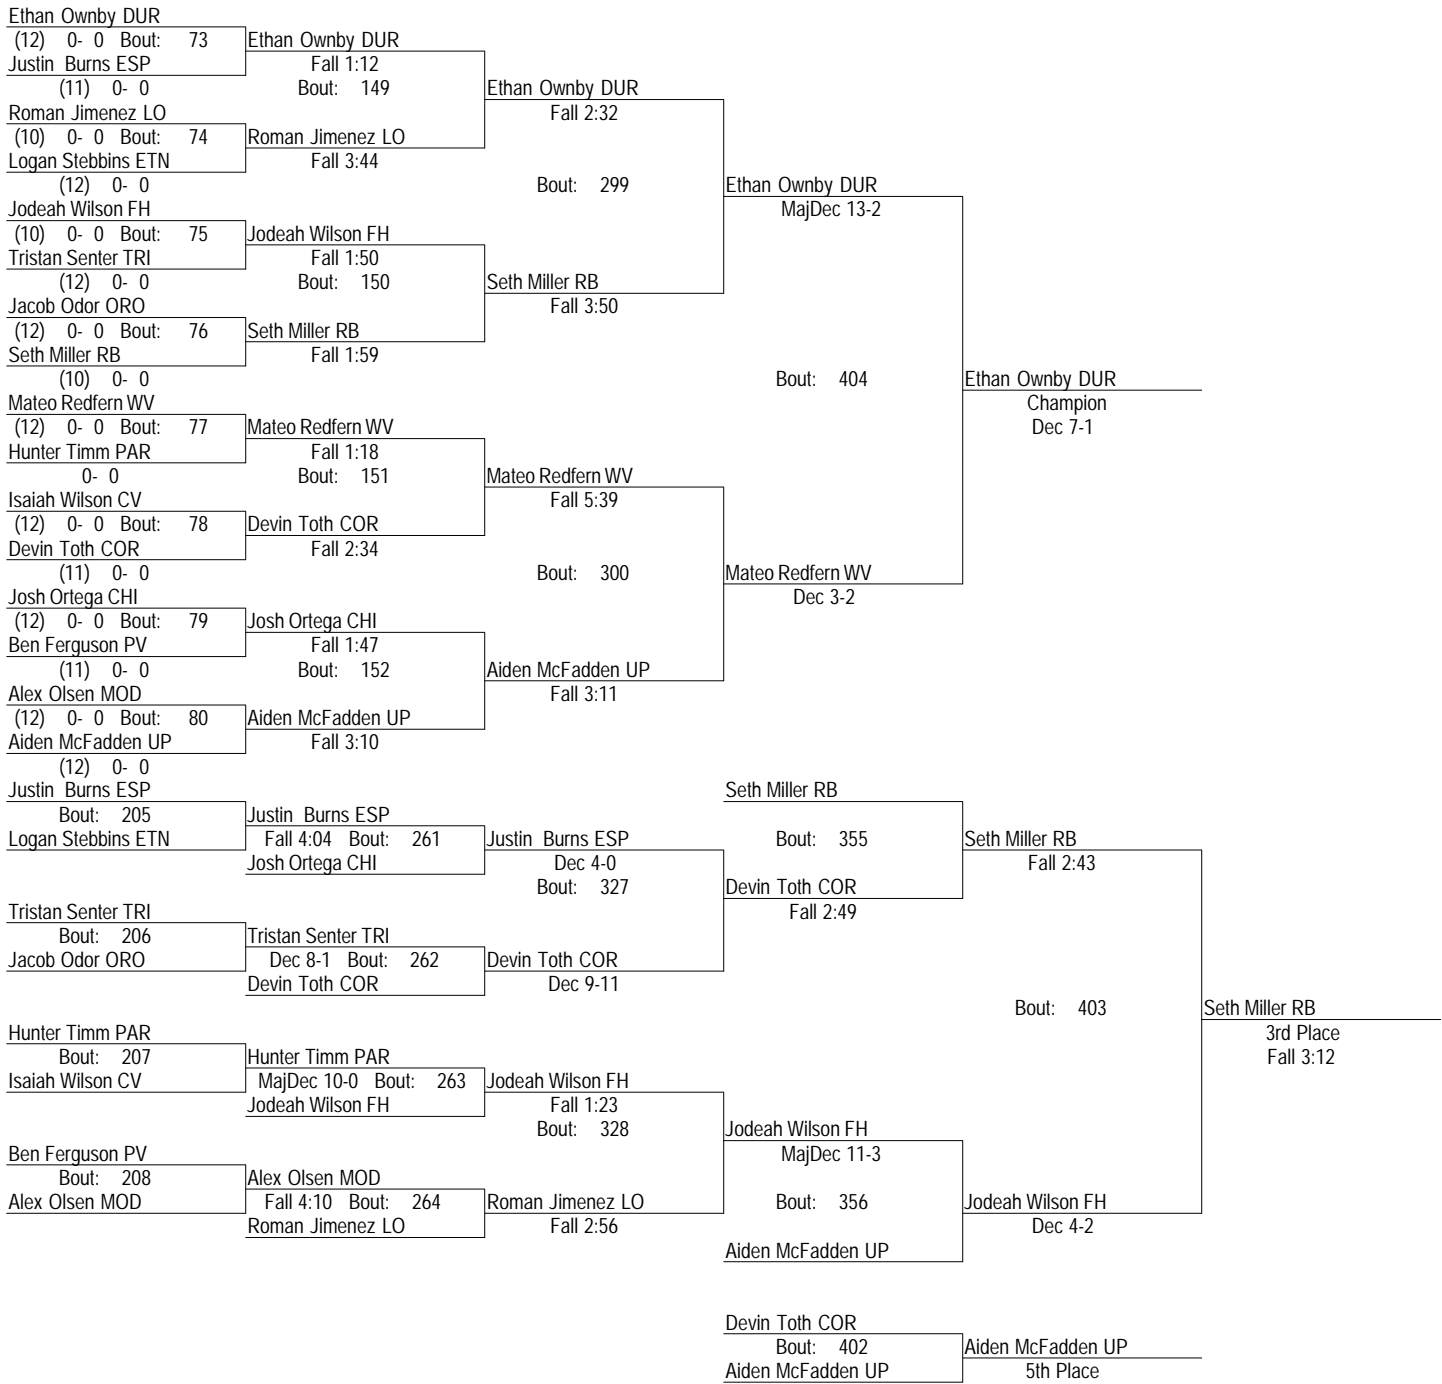 Ethan Ownby DUR
(12) 0- 0 Bout: 73 Ethan Ownby DUR
Justin Burns ESP Fall 1:12
(11) 0- 0 Bout: 149 Ethan Ownby DUR
Roman Jimenez LO Fall 2:32
(10) 0- 0 Bout: 74 Roman Jimenez LO
Logan Stebbins ETN Fall 3:44
(12) 0- 0 Bout: 299 Ethan Ownby DUR
Jodeah Wilson FH MajDec 13-2
(10) 0- 0 Bout: 75 Jodeah Wilson FH
Tristan Senter TRI Fall 1:50
(12) 0- 0 Bout: 150 Seth Miller RB
Jacob Odor ORO Fall 3:50
(12) 0- 0 Bout: 76 Seth Miller RB
Seth Miller RB Fall 1:59
(10) 0- 0 Bout: 404 Ethan Ownby DUR
Mateo Redfern WV Champion
(12) 0- 0 Bout: 77 Mateo Redfern WV Dec 7-1
Hunter Timm PAR Fall 1:18
0- 0 Bout: 151 Mateo Redfern WV
Isaiah Wilson CV Fall 5:39
(12) 0- 0 Bout: 78 Devin Toth COR
Devin Toth COR Fall 2:34
(11) 0- 0 Bout: 300 Mateo Redfern WV
Josh Ortega CHI Dec 3-2
(12) 0- 0 Bout: 79 Josh Ortega CHI
Ben Ferguson PV Fall 1:47
(11) 0- 0 Bout: 152 Aiden McFadden UP
Alex Olsen MOD Fall 3:11
(12) 0- 0 Bout: 80 Aiden McFadden UP
Aiden McFadden UP Fall 3:10
(12) 0- 0
Justin Burns ESP Seth Miller RB
Bout: 205 Justin Burns ESP
Logan Stebbins ETN Fall 4:04 Bout: 261 Justin Burns ESP Bout: 355 Seth Miller RB
Josh Ortega CHI Dec 4-0 Fall 2:43
Bout: 327 Devin Toth COR
Tristan Senter TRI Fall 2:49
Bout: 206 Tristan Senter TRI
Jacob Odor ORO Dec 8-1 Bout: 262 Devin Toth COR
Devin Toth COR Dec 9-11
Bout: 403 Seth Miller RB
Hunter Timm PAR 3rd Place
Bout: 207 Hunter Timm PAR Fall 3:12
Isaiah Wilson CV MajDec 10-0 Bout: 263 Jodeah Wilson FH
Jodeah Wilson FH Fall 1:23
Bout: 328 Jodeah Wilson FH
Ben Ferguson PV MajDec 11-3
Bout: 208 Alex Olsen MOD
Alex Olsen MOD Fall 4:10 Bout: 264 Roman Jimenez LO Bout: 356 Jodeah Wilson FH
Roman Jimenez LO Fall 2:56 Dec 4-2
Aiden McFadden UP
Devin Toth COR
Bout: 402 Aiden McFadden UP
Aiden McFadden UP 5th Place